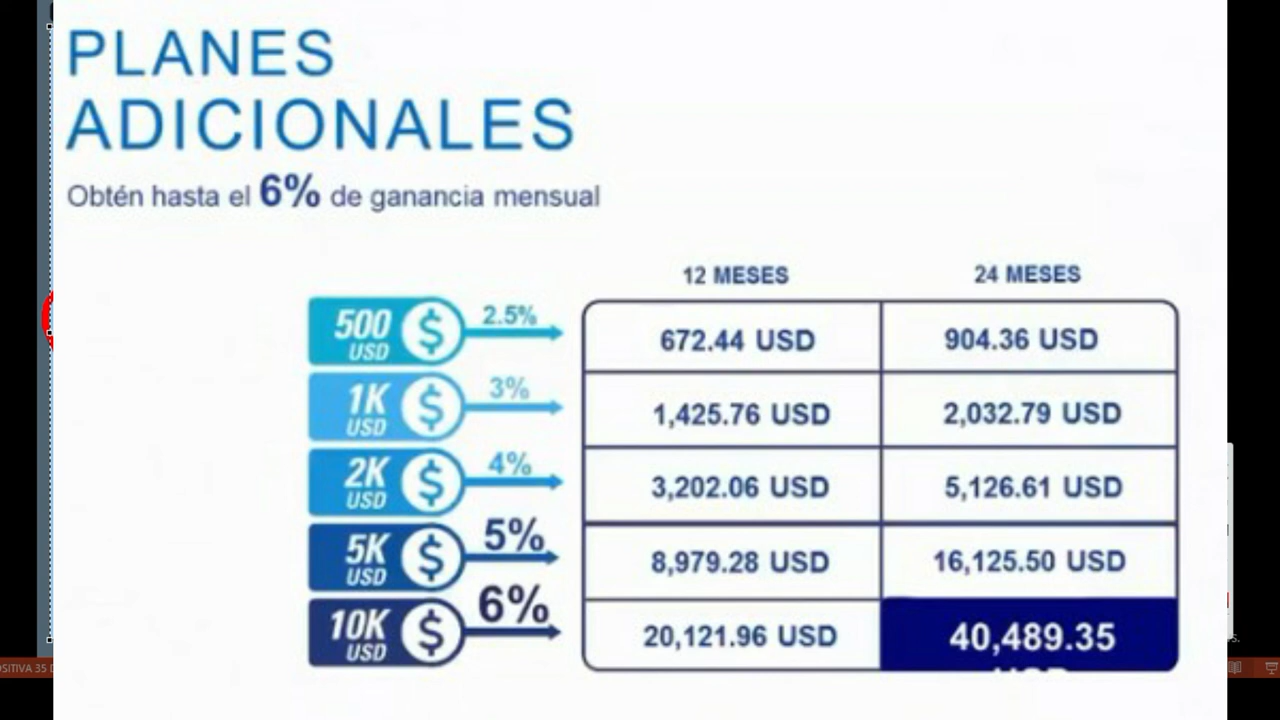 PLANES
ADICIONALES
Obtén hasta el 6% de ganancia mensual
12 MESES 24 MESES
500 USD $ 2.5% 672.44 USD 904.36 USD
1K USD $ 3% 1,425.76 USD 2,032.79 USD
2K USD $ 4% 3,202.06 USD 5,126.61 USD
5K USD $ 5% 8,979.28 USD 16,125.50 USD
10K USD $ 6% 20,121.96 USD 40,489.35